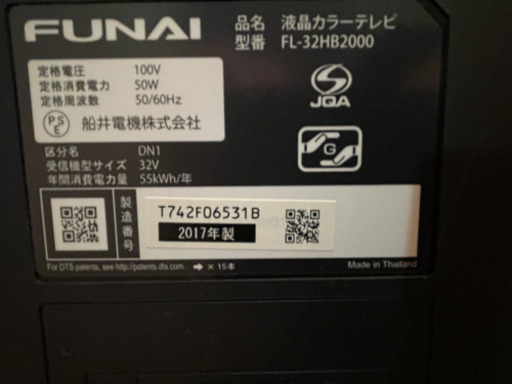 FUNAI
品名 液晶カラーテレビ
型番 FL-32HB2000
定格電圧 100V
定格消費電力 50W
定格周波数 50/60Hz
PSE 船井電機株式会社
JQA
G
区分名 DN1
受信機型サイズ 32V
年間消費電力量 55kWh/年
製造番号
T742F06531B
2017年製
For DTS patents, see http://patents.dts.com. ➔ × 15本
Made in Thailand